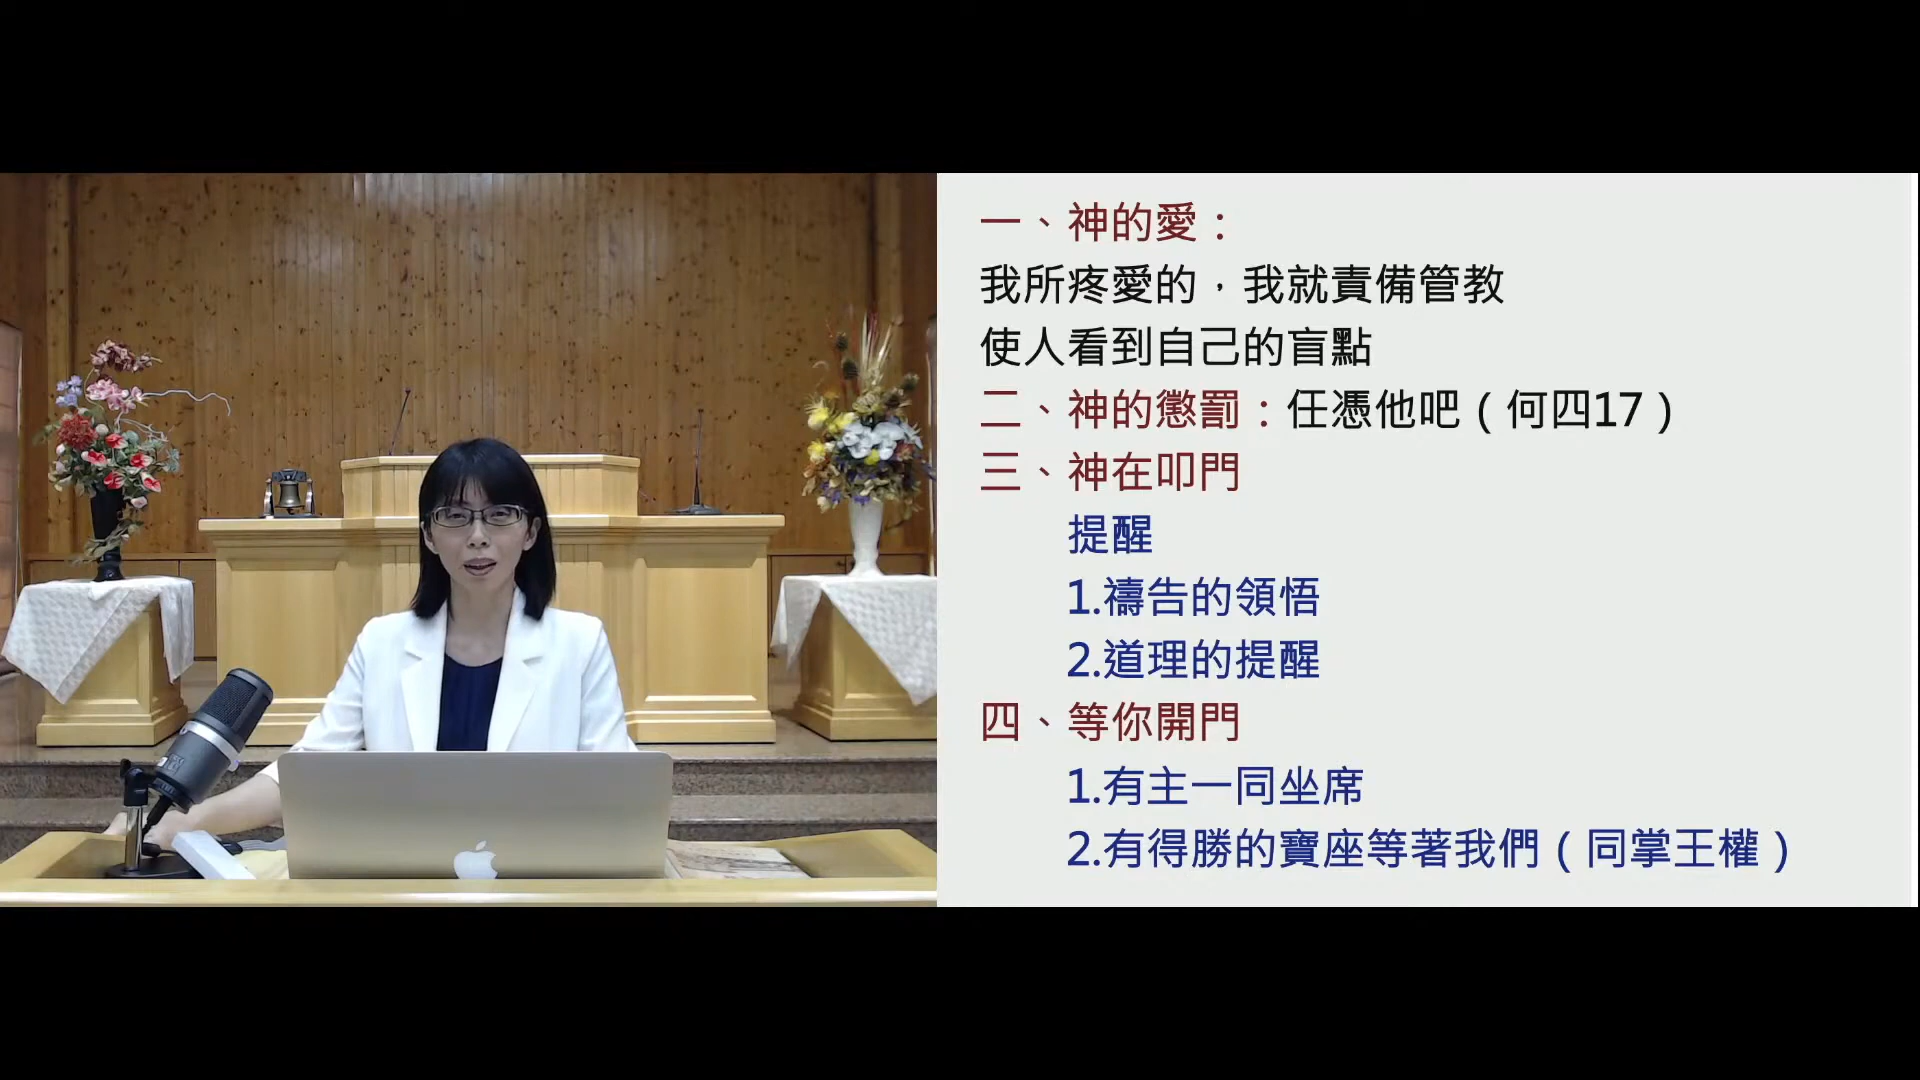 一、神的愛：
我所疼愛的，我就責備管教
使人看到自己的盲點
二、神的懲罰：任憑他吧（何四17）
三、神在叩門
提醒
1.禱告的領悟
2.道理的提醒
四、等你開門
1.有主一同坐席
2.有得勝的寶座等著我們（同掌王權）